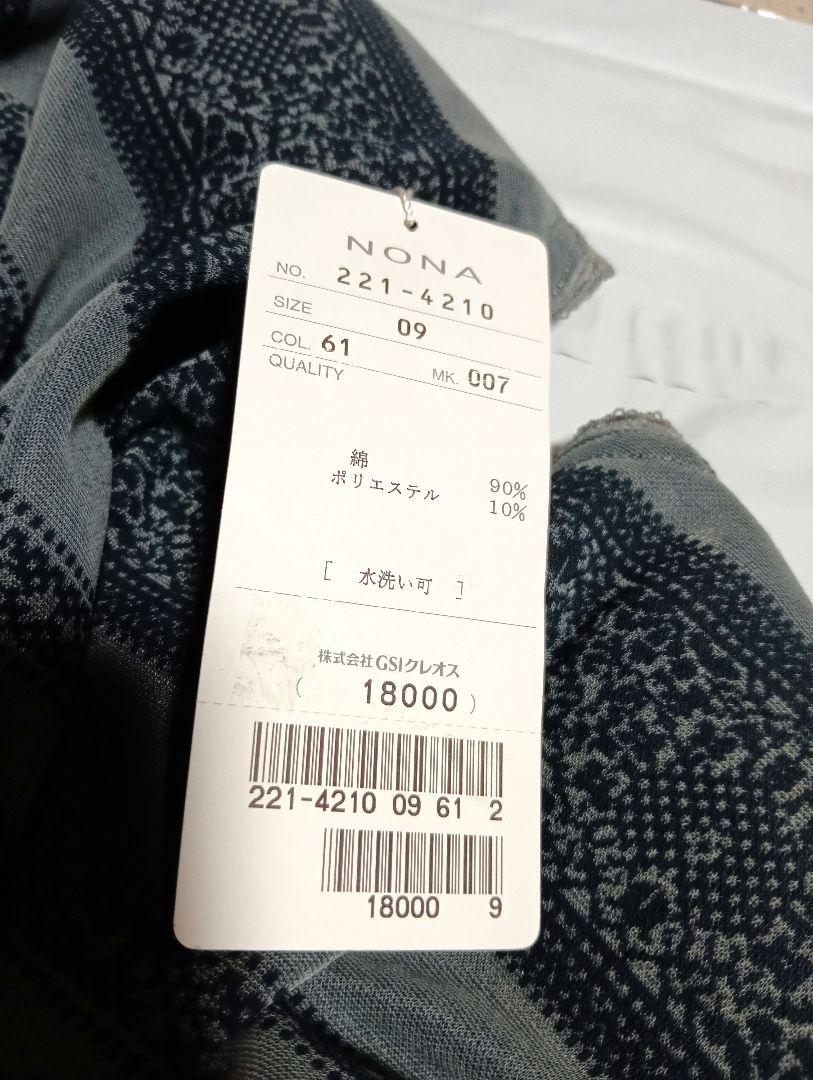 NONA
NO. 221-4210
SIZE 09
COL. 61
QUALITY MK. 007
綿 90%
ポリエステル 10%
[ 水洗い可 ]
株式会社GSIクレオス
( 18000 )
221-4210 09 61 2
18000 9